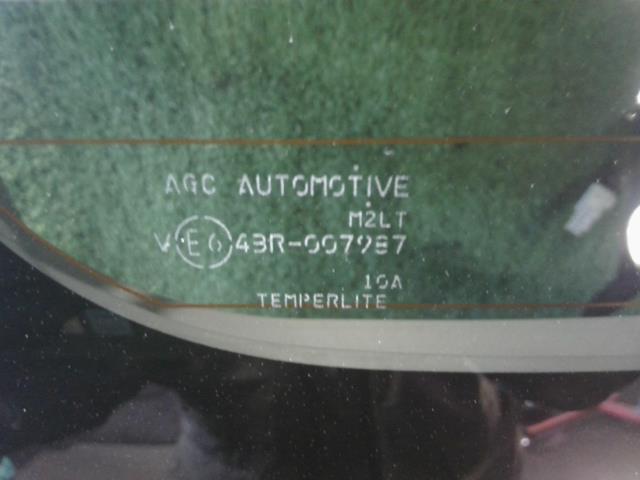 AGC AUTOMOTIVE
M2LT
V E6 43R-007987
10A
TEMPERLITE